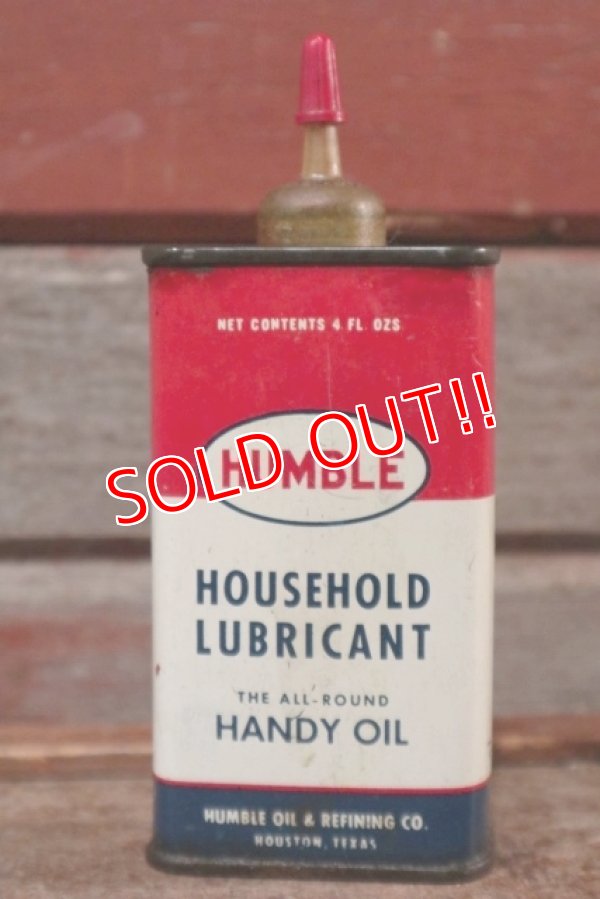 NET CONTENTS 4 FL. OZS
SOLD OUT!!
HUMBLE
HOUSEHOLD
LUBRICANT
THE ALL-ROUND
HANDY OIL
HUMBLE OIL & REFINING CO.
HOUSTON, TEXAS